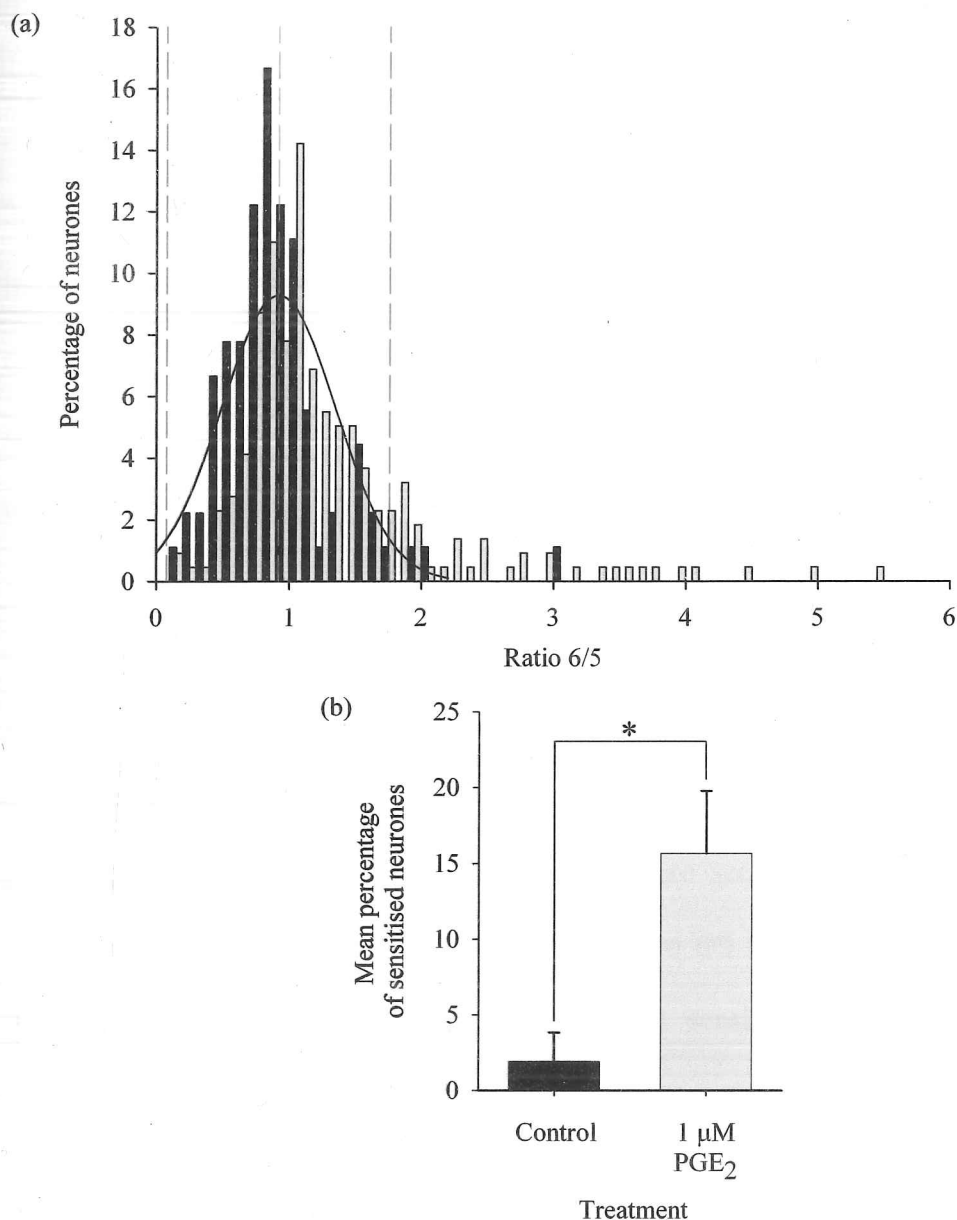 (a)
18
16
14
12
10
8
6
4
2
0
Percentage of neurones
0 1 2 3 4 5 6
Ratio 6/5
(b)
25
20
15
10
5
0
Mean percentage
of sensitised neurones
*
Control 1 μM
PGE2
Treatment